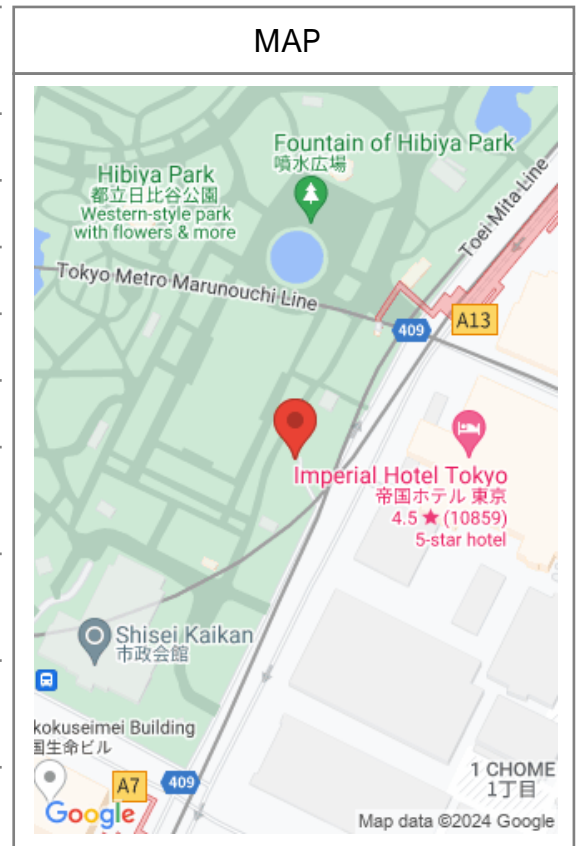 MAP
Fountain of Hibiya Park
噴水広場
Hibiya Park
都立日比谷公園
Western-style park
with flowers & more
Toei Mita Line
Tokyo Metro Marunouchi Line
A13
409
Imperial Hotel Tokyo
帝国ホテル 東京
4.5 ★ (10859)
5-star hotel
Shisei Kaikan
市政会館
kokuseimei Building
国生命ビル
1 CHOME
1丁目
A7
409
Google
Map data ©2024 Google